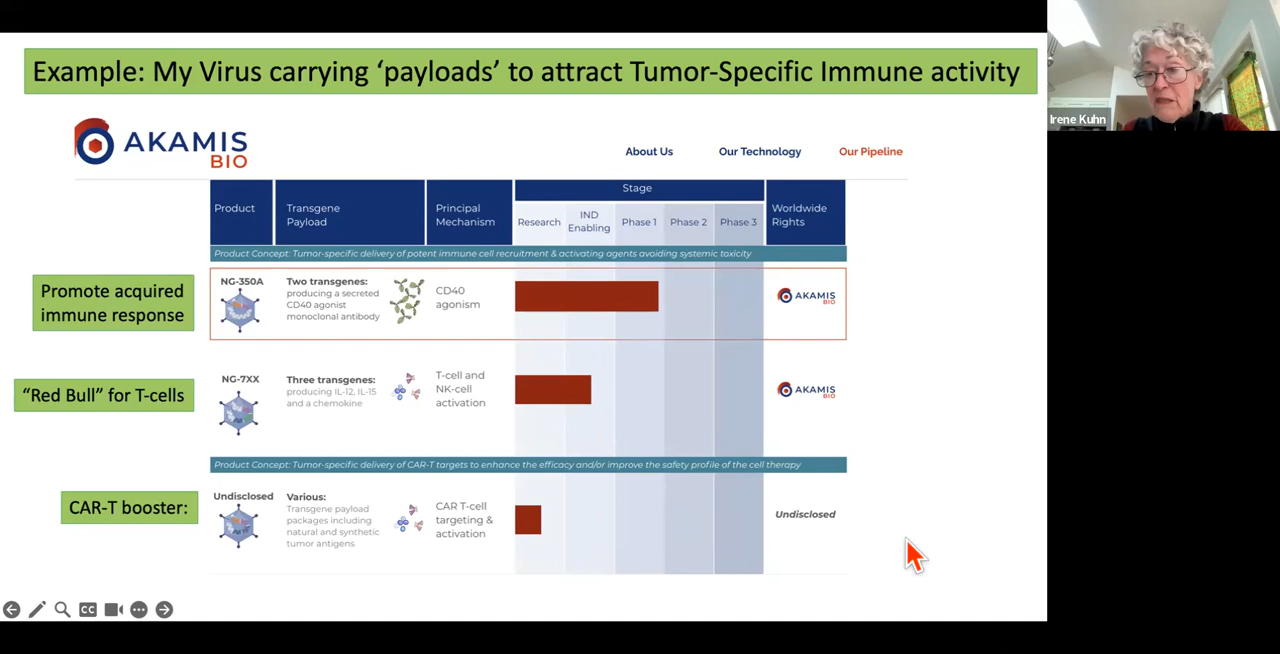 Example: My Virus carrying ‘payloads’ to attract Tumor-Specific Immune activity
Irene Kuhn
AKAMIS
BIO
About Us
Our Technology
Our Pipeline
Product
Transgene
Payload
Principal
Mechanism
Stage
Research
IND
Enabling
Phase 1
Phase 2
Phase 3
Worldwide
Rights
Product Concept: Tumor-specific delivery of potent immune cell recruitment & activating agents avoiding systemic toxicity
Promote acquired
immune response
NG-350A
Two transgenes:
producing a secreted
CD40 agonist
monoclonal antibody
CD40
agonism
AKAMIS
BIO
“Red Bull” for T-cells
NG-7XX
Three transgenes:
producing IL-12, IL-15
and a chemokine
T-cell and
NK-cell
activation
AKAMIS
BIO
Product Concept: Tumor-specific delivery of CAR-T targets to enhance the efficacy and/or improve the safety profile of the cell therapy
CAR-T booster:
Undisclosed
Various:
Transgene payload
packages including
natural and synthetic
tumor antigens
CAR T-cell
targeting &
activation
Undisclosed
CC